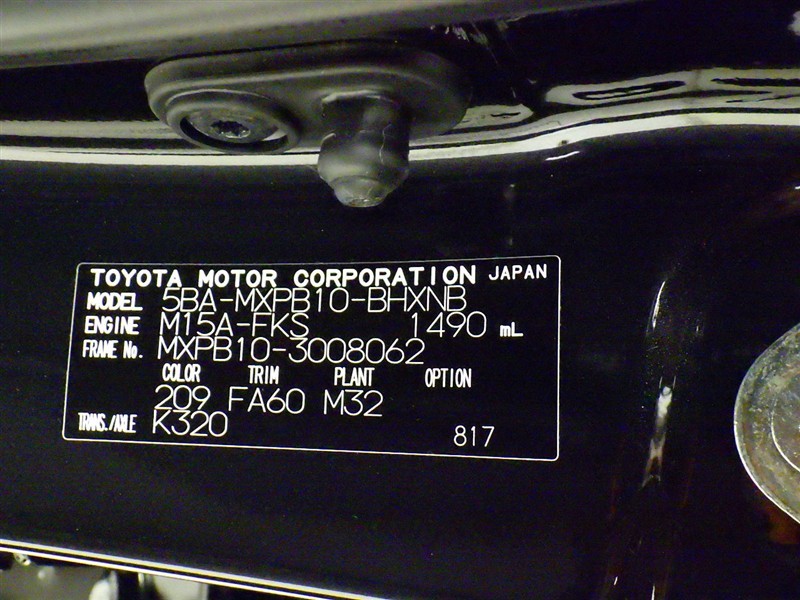 TOYOTA MOTOR CORPORATION JAPAN
MODEL 5BA-MXPB10-BHXNB
ENGINE M15A-FKS 1490 mL
FRAME No. MXPB10-3008062
COLOR TRIM PLANT OPTION
209 FA60 M32
TRANS./AXLE K320 817